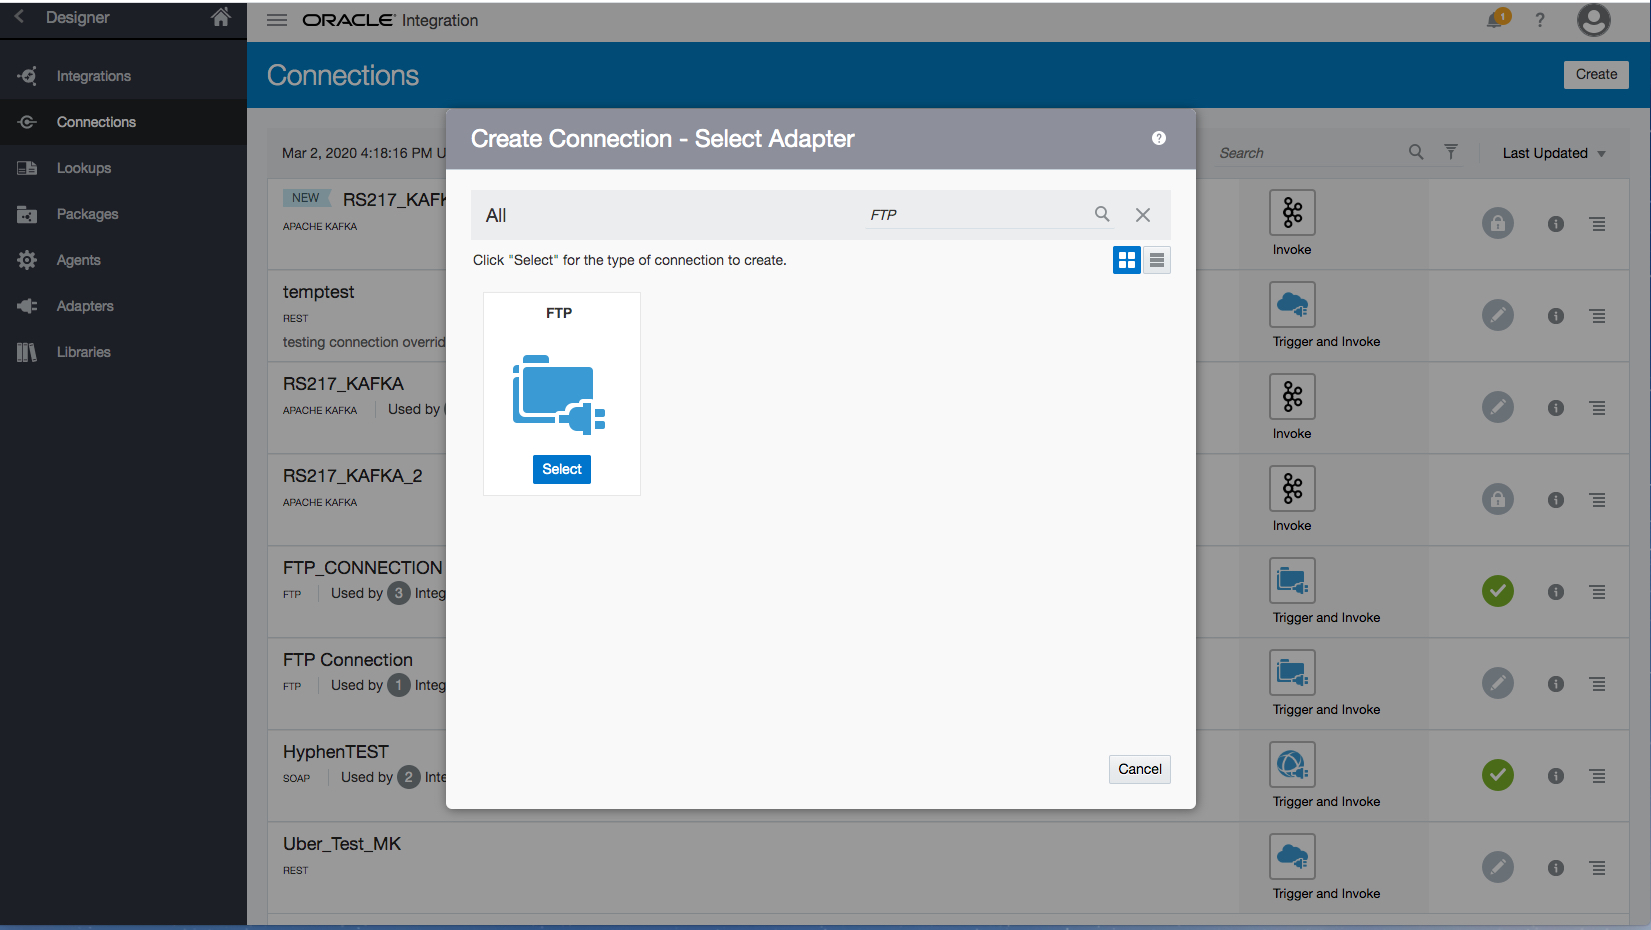 Designer
ORACLE Integration
1
?
Integrations
Connections
Lookups
Packages
Agents
Adapters
Libraries
Connections
Create
Mar 2, 2020 4:18:16 PM U
Search
Last Updated
NEW RS217_KAFK
APACHE KAFKA
Invoke
temptest
REST
testing connection overrid
Trigger and Invoke
RS217_KAFKA
APACHE KAFKA Used by
Invoke
RS217_KAFKA_2
APACHE KAFKA
Invoke
FTP_CONNECTION
FTP Used by 3 Integ
Trigger and Invoke
FTP Connection
FTP Used by 1 Integ
Trigger and Invoke
HyphenTEST
SOAP Used by 2 Inte
Trigger and Invoke
Uber_Test_MK
REST
Trigger and Invoke
Create Connection - Select Adapter
?
All
FTP
Click "Select" for the type of connection to create.
FTP
Select
Cancel